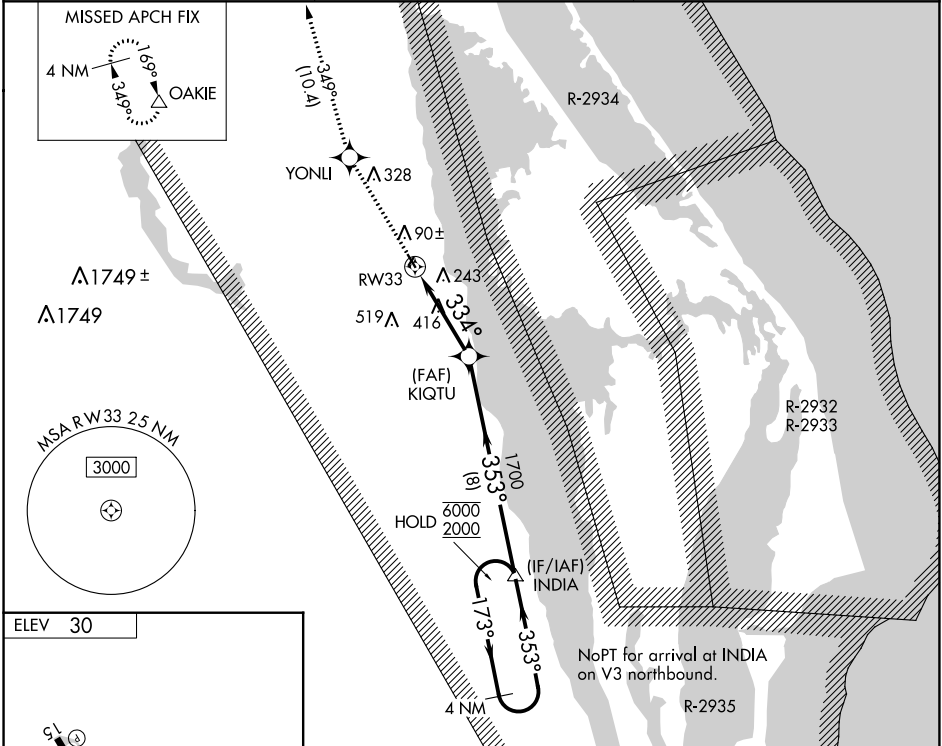 MISSED APCH FIX
4 NM
169°
349°
OAKIE
349°
(10.4)
R-2934
YONLI
328
90±
RW33
243
1749 ±
1749
519
416
334°
(FAF)
KIQTU
R-2932
R-2933
MSA RW33 25 NM
3000
1700
353°
(8)
HOLD
6000
2000
(IF/IAF)
INDIA
173°
353°
4 NM
NoPT for arrival at INDIA
on V3 northbound.
R-2935
ELEV 30
15
P